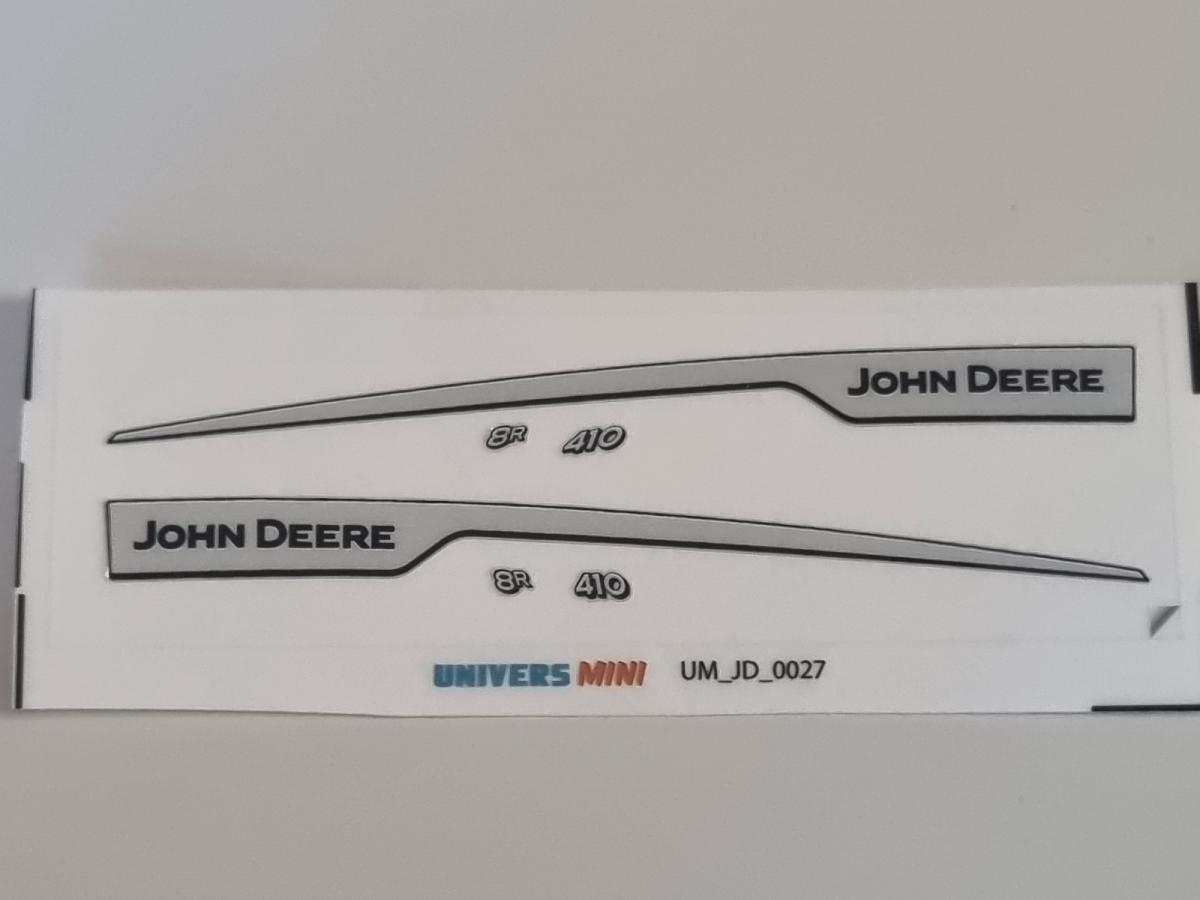 JOHN DEERE
8R 410
JOHN DEERE
8R 410
UNIVERS MINI UM_JD_0027